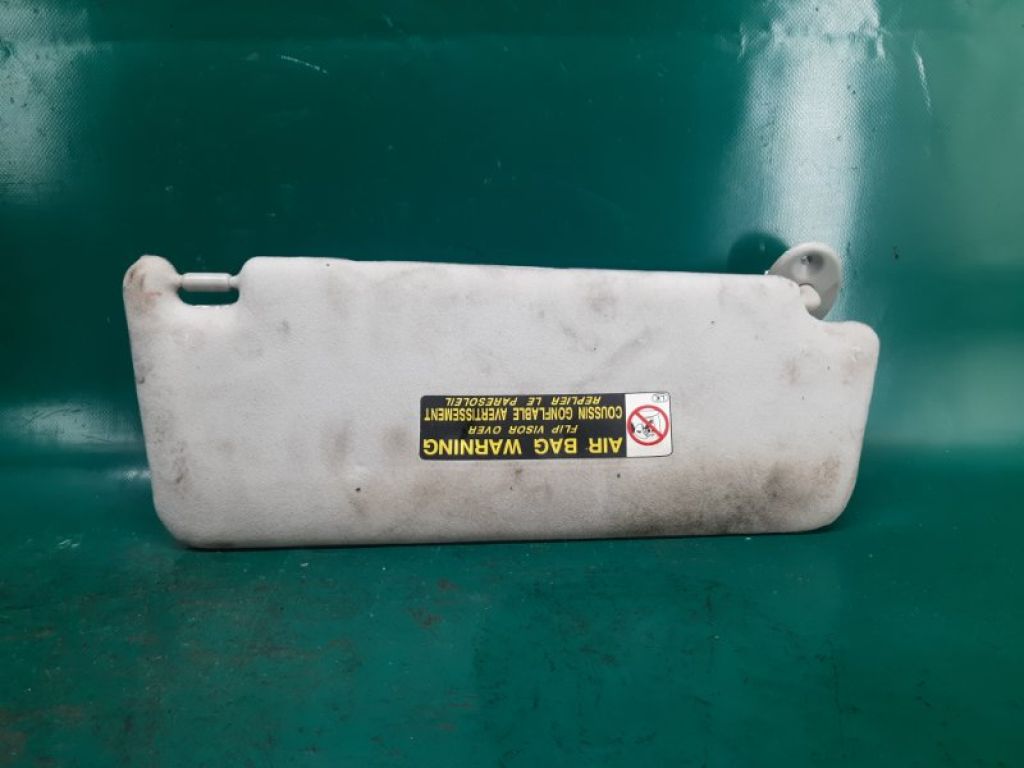 AIR BAG WARNING
FLIP VISOR OVER
COUSSIN GONFLABLE AVERTISSEMENT
REPLIER LE PARESOLEIL